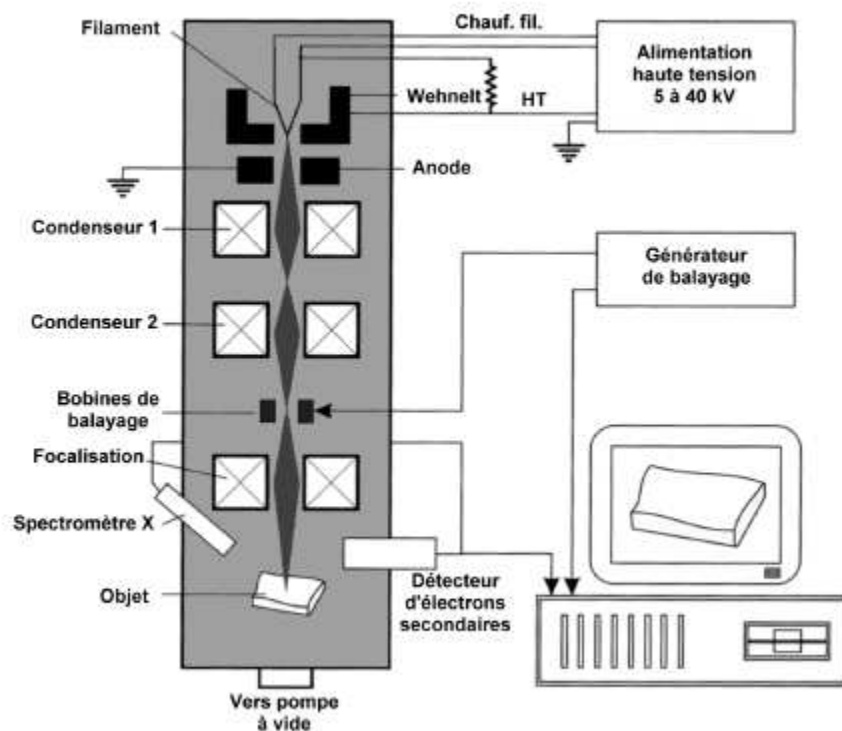 Filament
Chauf. fil.
Alimentation
haute tension
5 à 40 kV
Wehnelt
HT
Anode
Condenseur 1
Générateur
de balayage
Condenseur 2
Bobines de
balayage
Focalisation
Spectromètre X
Objet
Détecteur
d'électrons
secondaires
Vers pompe
à vide